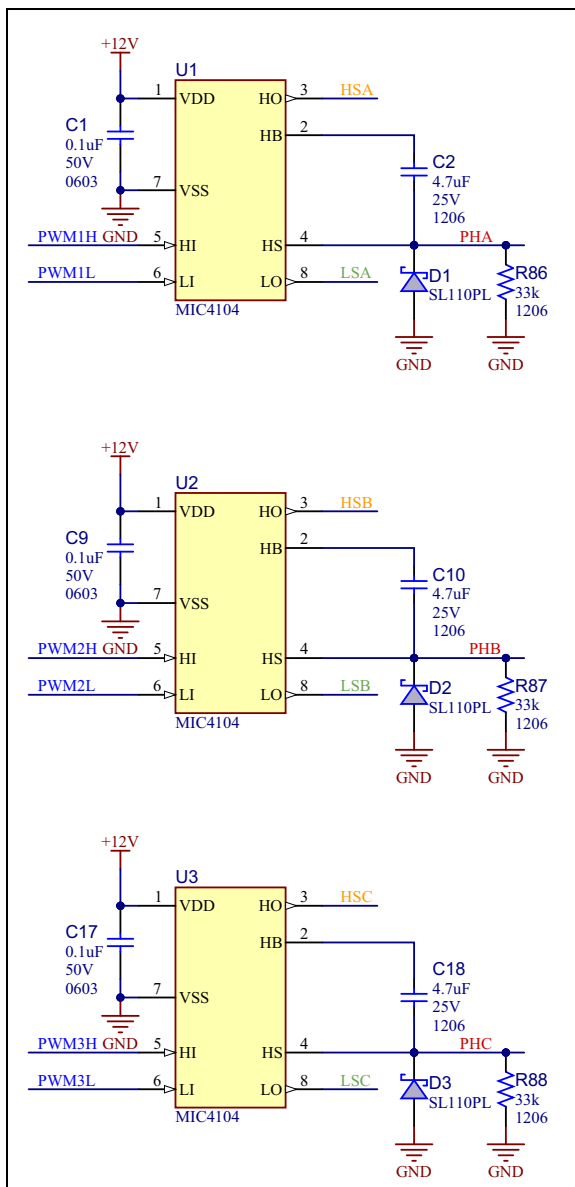 +12V
U1
1 VDD HO 3 HSA
HB 2
C1
0.1uF
50V
0603
C2
4.7uF
25V
1206
7 VSS
GND
PWM1H 5 HI HS 4 PHA
PWM1L 6 LI LO 8 LSA
MIC4104
D1
SL110PL
R86
33k
1206
GND
GND
+12V
U2
1 VDD HO 3 HSB
HB 2
C9
0.1uF
50V
0603
C10
4.7uF
25V
1206
7 VSS
GND
PWM2H 5 HI HS 4 PHB
PWM2L 6 LI LO 8 LSB
MIC4104
D2
SL110PL
R87
33k
1206
GND
GND
+12V
U3
1 VDD HO 3 HSC
HB 2
C17
0.1uF
50V
0603
C18
4.7uF
25V
1206
7 VSS
GND
PWM3H 5 HI HS 4 PHC
PWM3L 6 LI LO 8 LSC
MIC4104
D3
SL110PL
R88
33k
1206
GND
GND